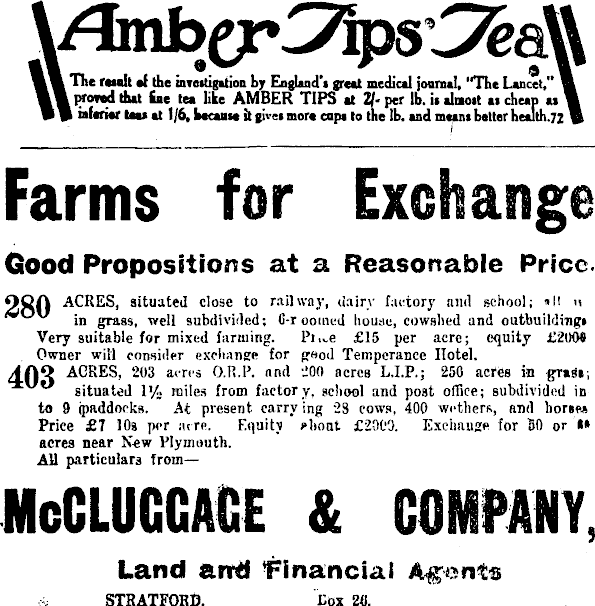 Amber Tips Tea
The result of the investigation by England's great medical journal, "The Lancet,"
proved that fine tea like AMBER TIPS at 2/- per lb. is almost as cheap as
inferior teas at 1/6, because it gives more cups to the lb. and means better health. 72
Farms for Exchange
Good Propositions at a Reasonable Price.
280 ACRES, situated close to railway, dairy factory and school; all
in grass, well subdivided; 6-roomed house, cowshed and outbuildings
Very suitable for mixed farming. Price £15 per acre; equity £2000
Owner will consider exchange for good Temperance Hotel.
403 ACRES, 203 acres O.R.P. and 200 acres L.I.P.; 250 acres in grass;
situated 1½ miles from factory, school and post office; subdivided in
to 9 paddocks. At present carrying 28 cows, 400 wethers, and horses
Price £7 10s per acre. Equity about £2000. Exchange for 50 or
acres near New Plymouth.
All particulars from—
McCLUGGAGE & COMPANY,
Land and Financial Agents
STRATFORD. Box 26.